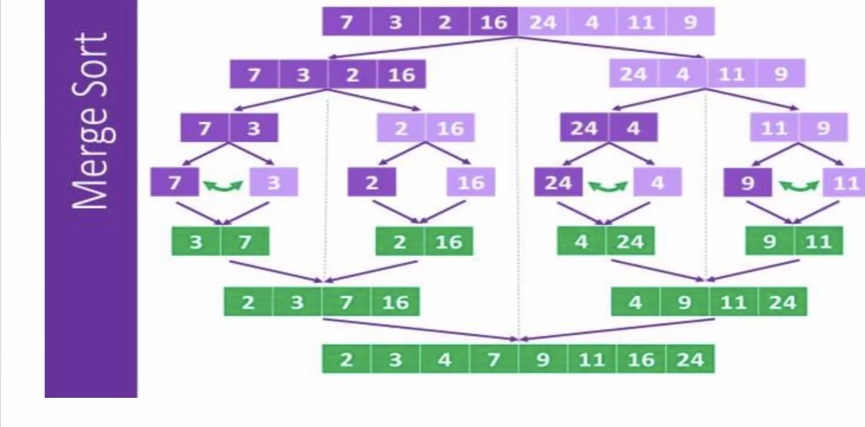 Merge Sort
7 3 2 16 24 4 11 9
7 3 2 16 24 4 11 9
7 3 2 16 24 4 11 9
7 3 2 16 24 4 9 11
3 7 2 16 4 24 9 11
2 3 7 16 4 9 11 24
2 3 4 7 9 11 16 24